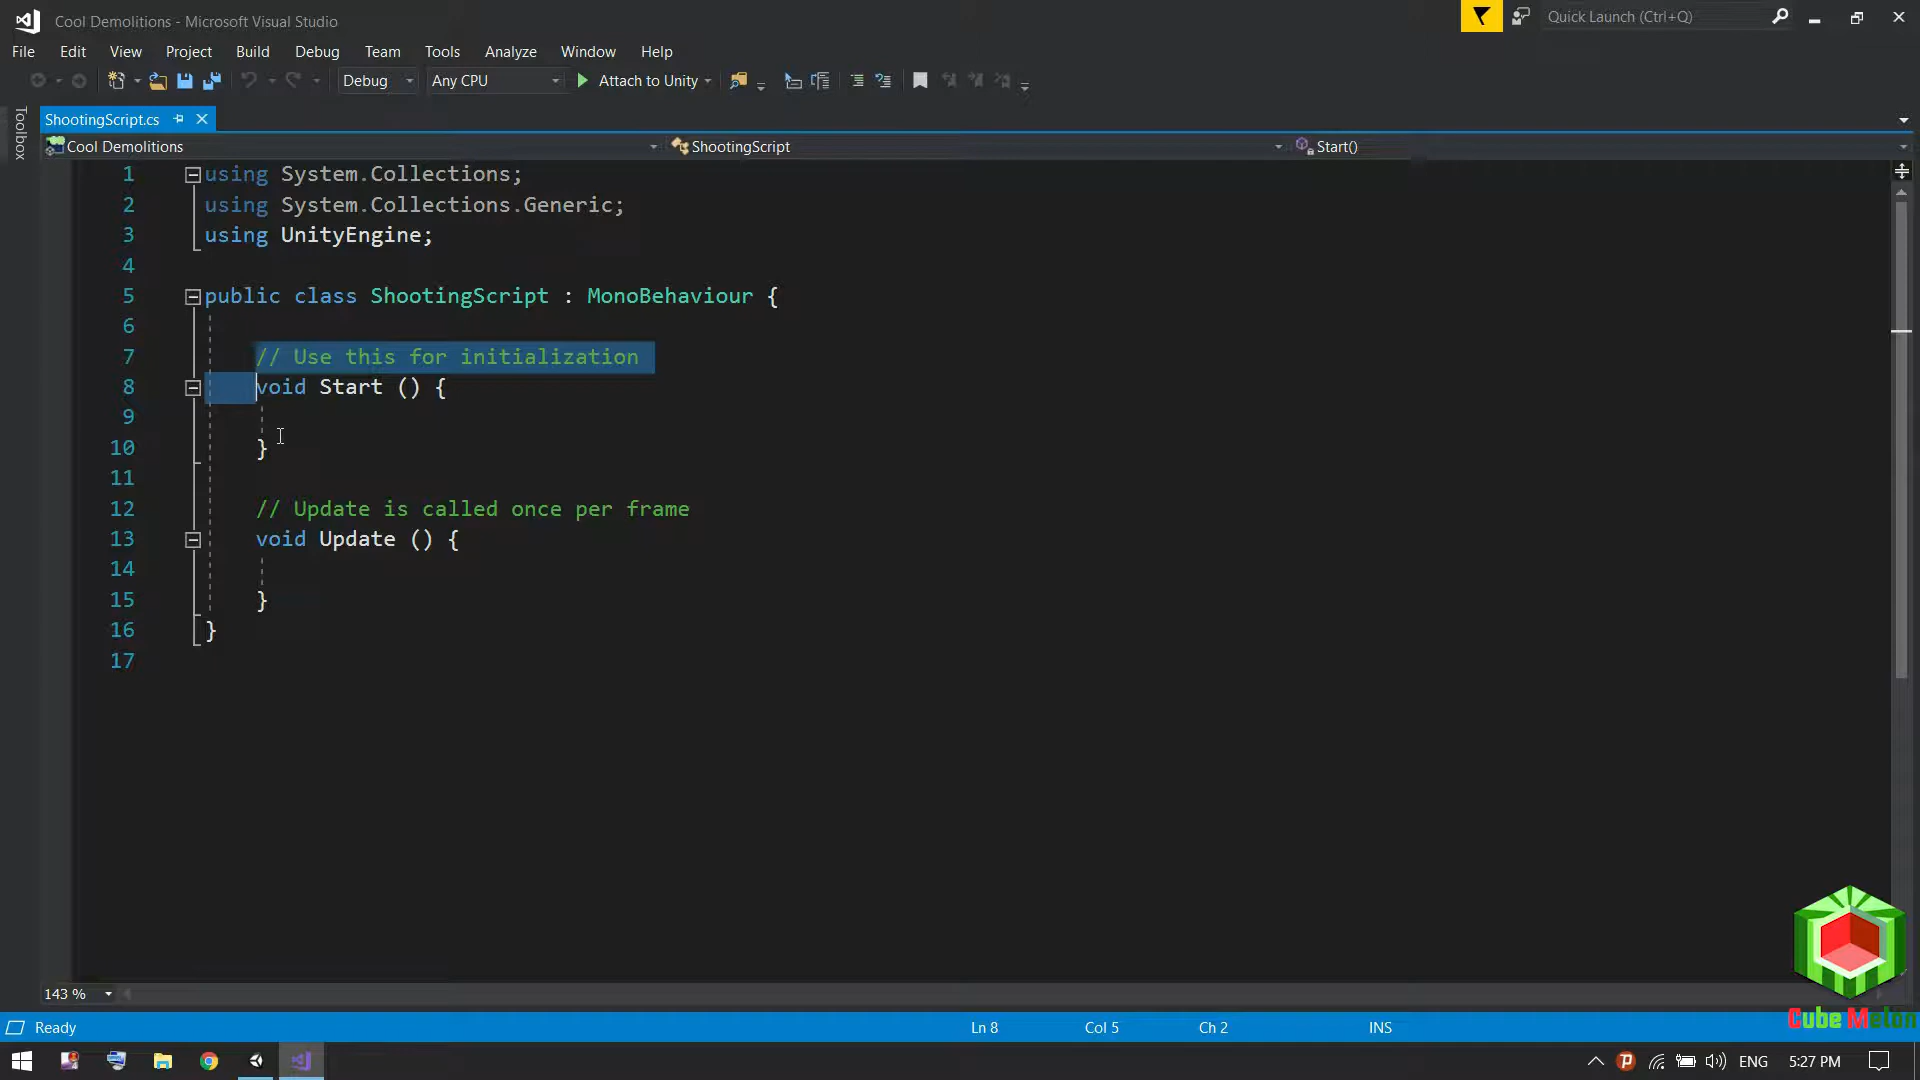 Cool Demolitions - Microsoft Visual Studio
Quick Launch (Ctrl+Q)
File Edit View Project Build Debug Team Tools Analyze Window Help
Debug Any CPU Attach to Unity
Toolbox
ShootingScript.cs
Cool Demolitions ShootingScript Start()
1 using System.Collections;
2 using System.Collections.Generic;
3 using UnityEngine;
4
5 public class ShootingScript : MonoBehaviour {
6
7 // Use this for initialization
8 void Start () {
9
10 }
11
12 // Update is called once per frame
13 void Update () {
14
15 }
16 }
17
143 %
Cube Melon
Ready Ln 8 Col 5 Ch 2 INS
ENG 5:27 PM